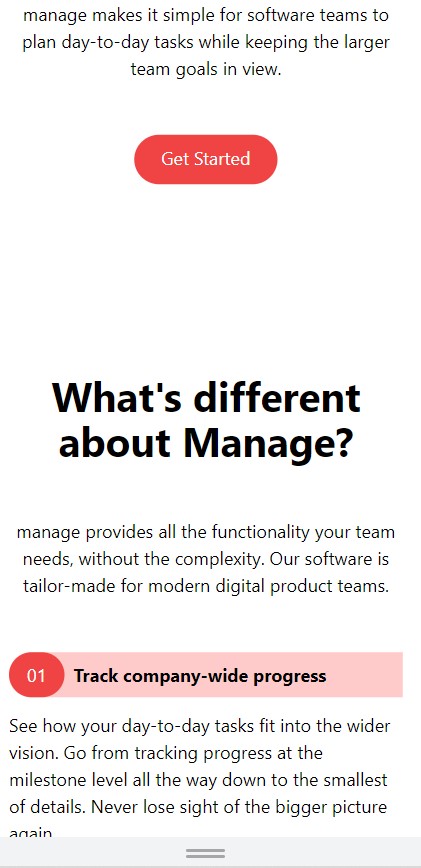 manage makes it simple for software teams to
plan day-to-day tasks while keeping the larger
team goals in view.
Get Started
What's different
about Manage?
manage provides all the functionality your team
needs, without the complexity. Our software is
tailor-made for modern digital product teams.
01 Track company-wide progress
See how your day-to-day tasks fit into the wider
vision. Go from tracking progress at the
milestone level all the way down to the smallest
of details. Never lose sight of the bigger picture
again